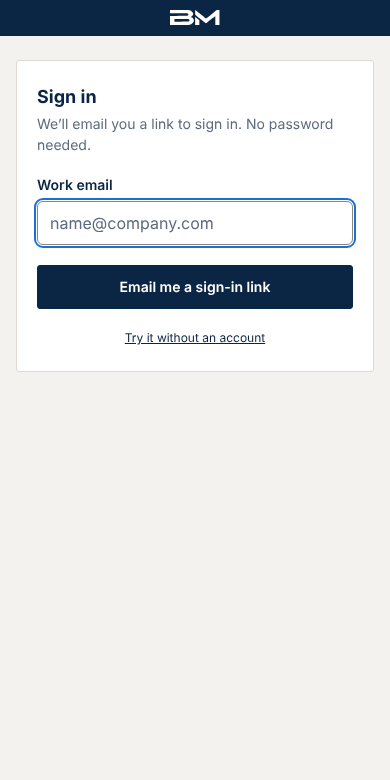 BM
Sign in
We’ll email you a link to sign in. No password
needed.
Work email
name@company.com
Email me a sign-in link
Try it without an account